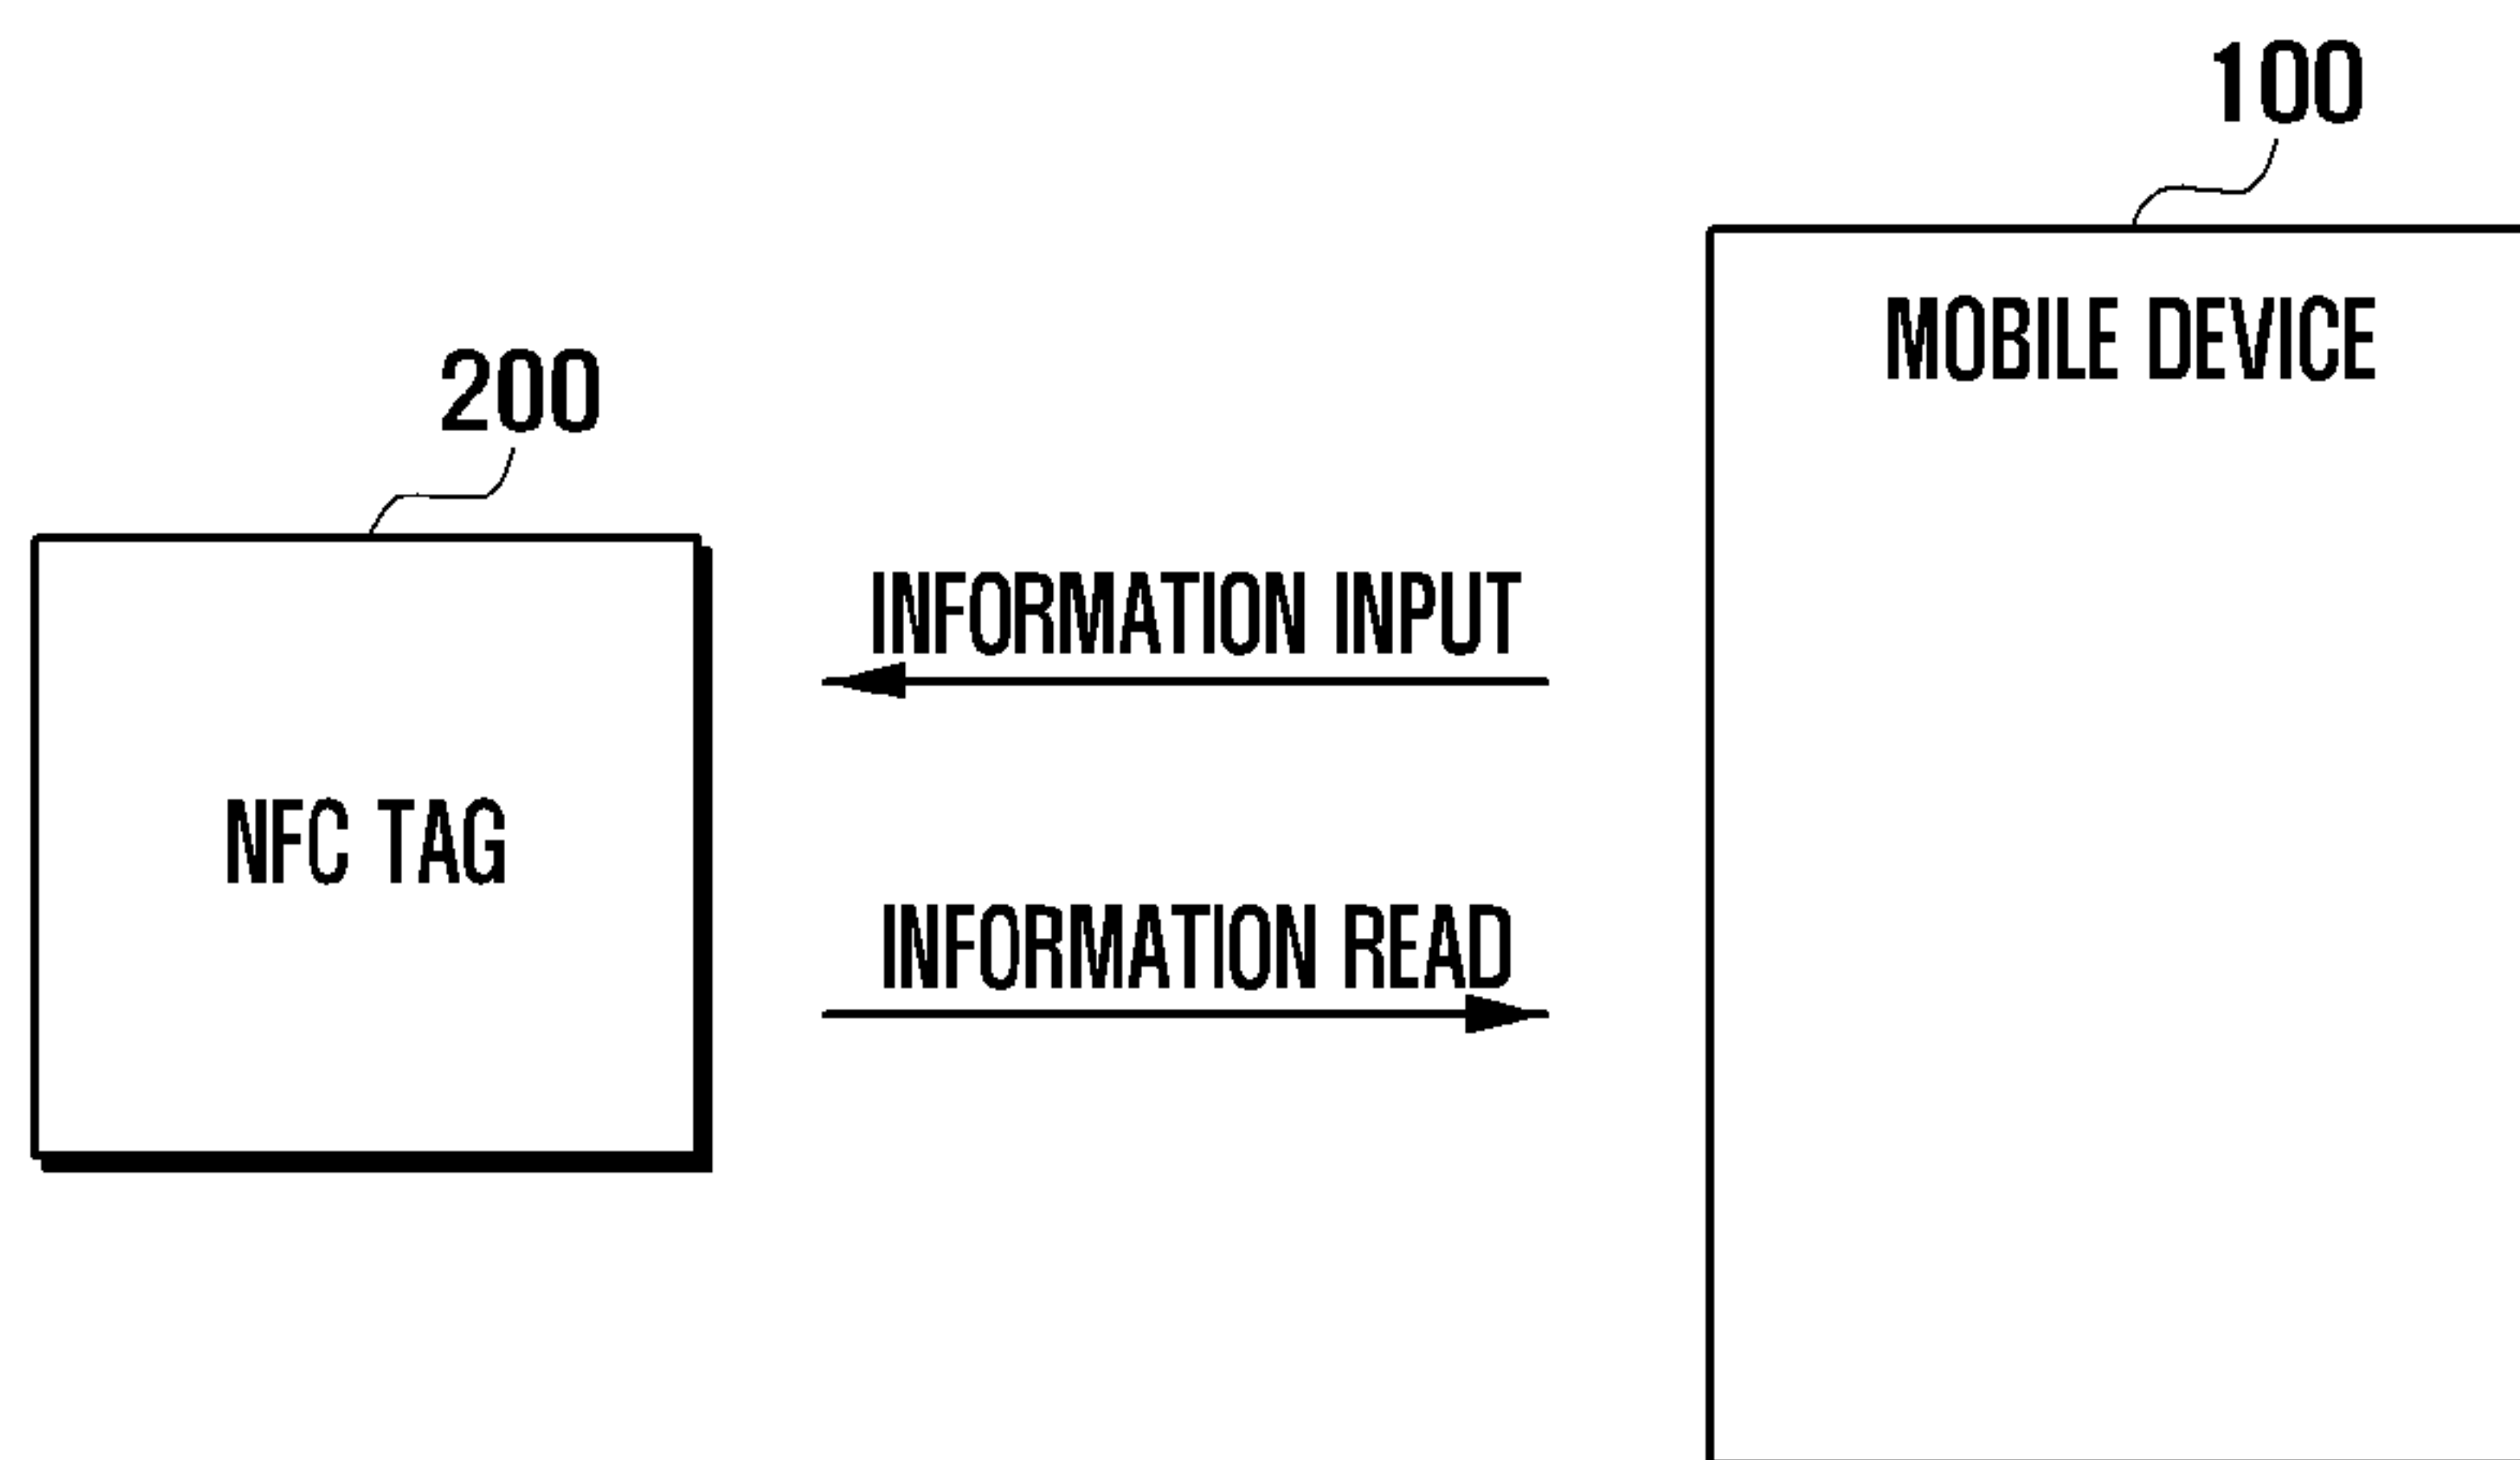 100
MOBILE DEVICE
200
INFORMATION INPUT
NFC TAG
INFORMATION READ